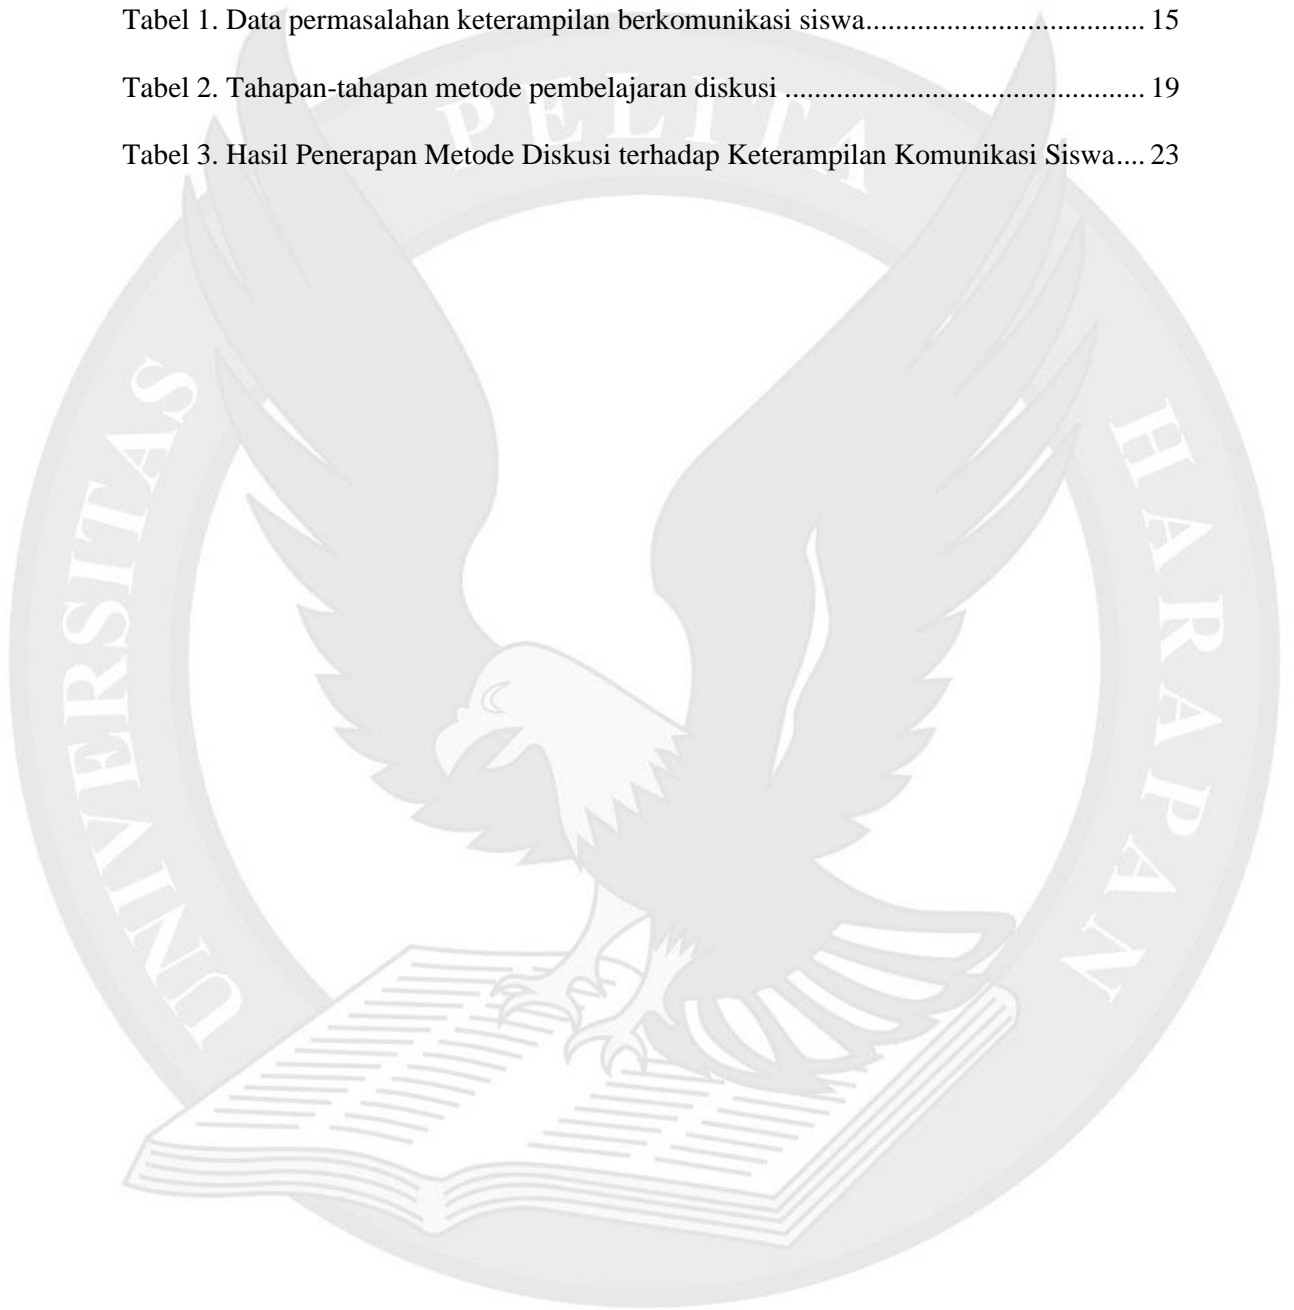 Tabel 1. Data permasalahan keterampilan berkomunikasi siswa...................................... 15
Tabel 2. Tahapan-tahapan metode pembelajaran diskusi ................................................. 19
Tabel 3. Hasil Penerapan Metode Diskusi terhadap Keterampilan Komunikasi Siswa.... 23
UNIVERSITAS
PELITA
HARAPAN